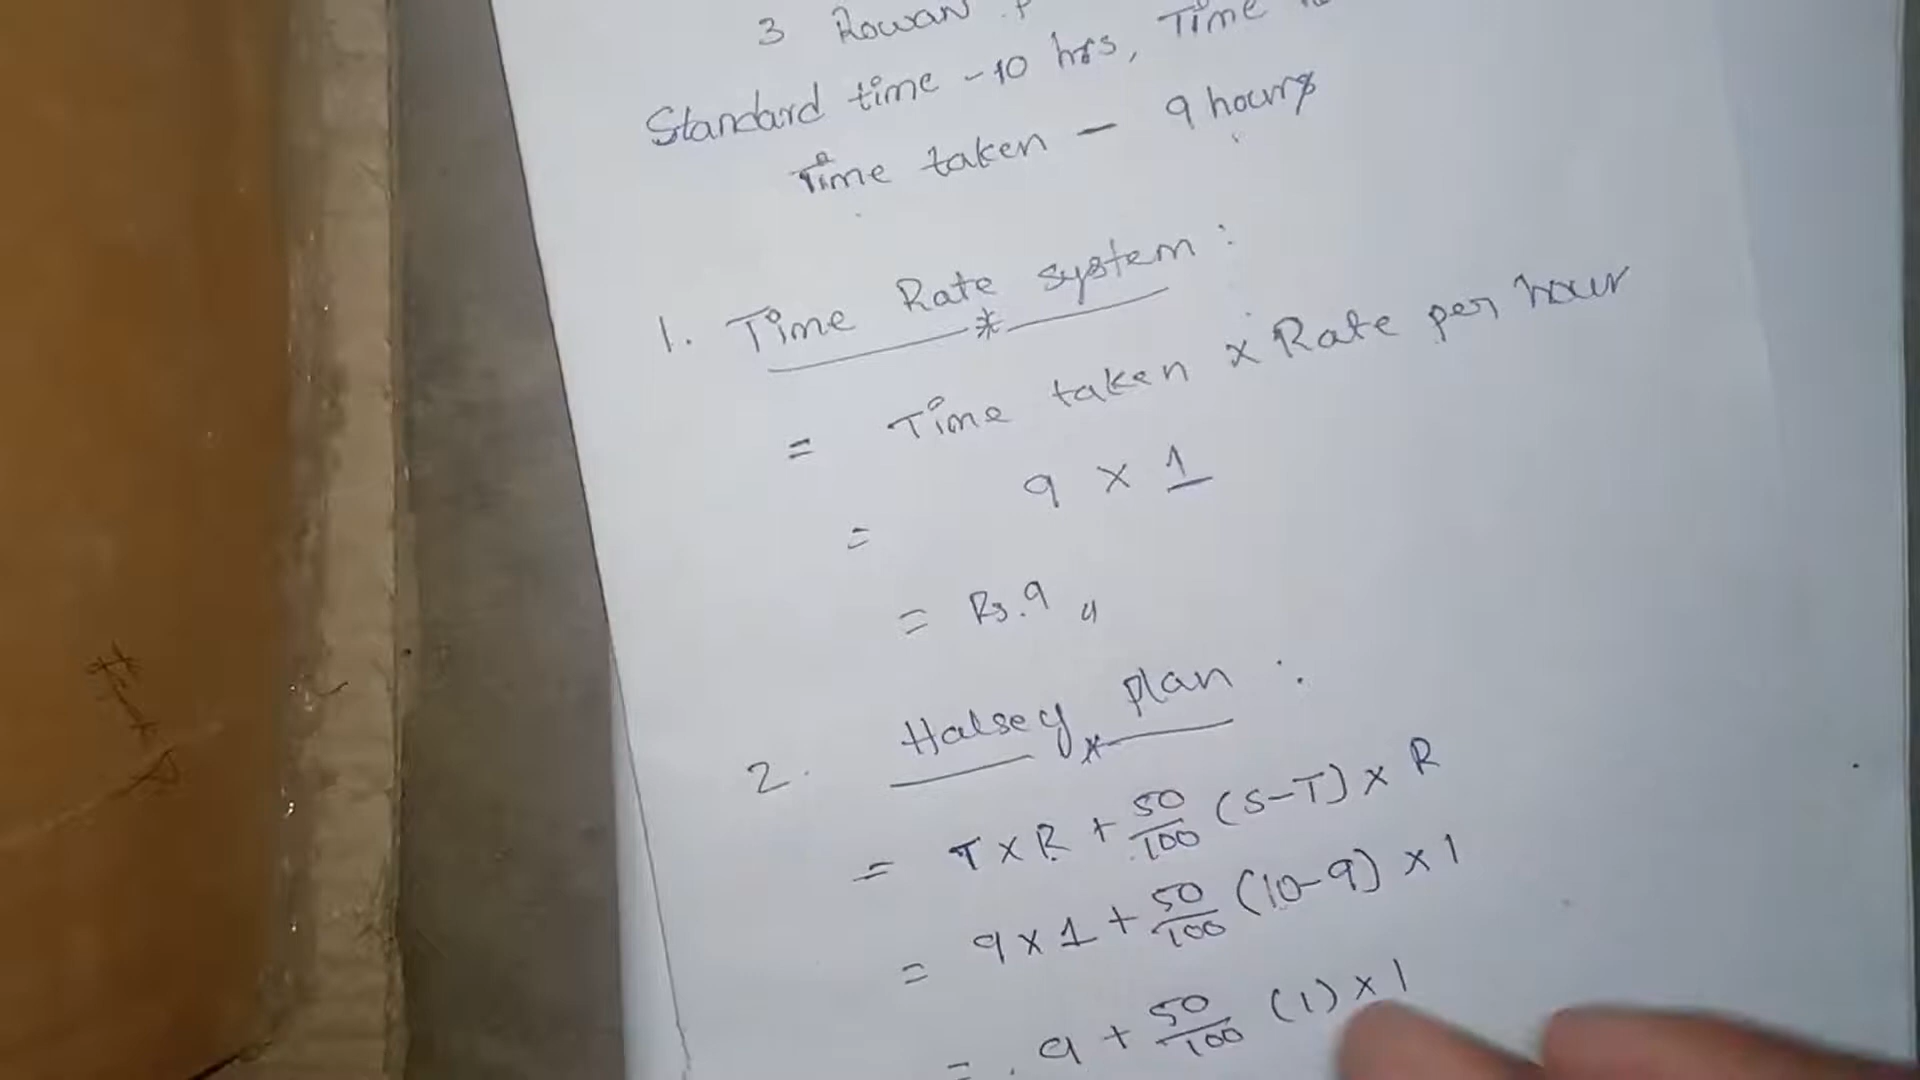 3 Rowan P
Standard time - 10 hrs, Time
Time taken - 9 hours
1. Time Rate system :
= Time taken x Rate per hour
= 9 x 1
= Rs. 9
2. Halsey plan :
= T x R + 50/100 (S-T) x R
= 9 x 1 + 50/100 (10-9) x 1
= 9 + 50/100 (1) x 1